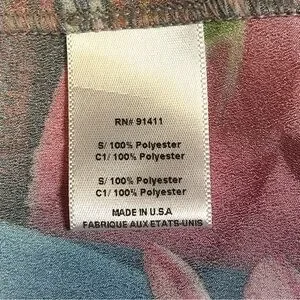 RN# 91411
S/ 100% Polyester
C1/ 100% Polyester
S/ 100% Polyester
C1/ 100% Polyester
MADE IN U.S.A
FABRIQUE AUX ETATS-UNIS